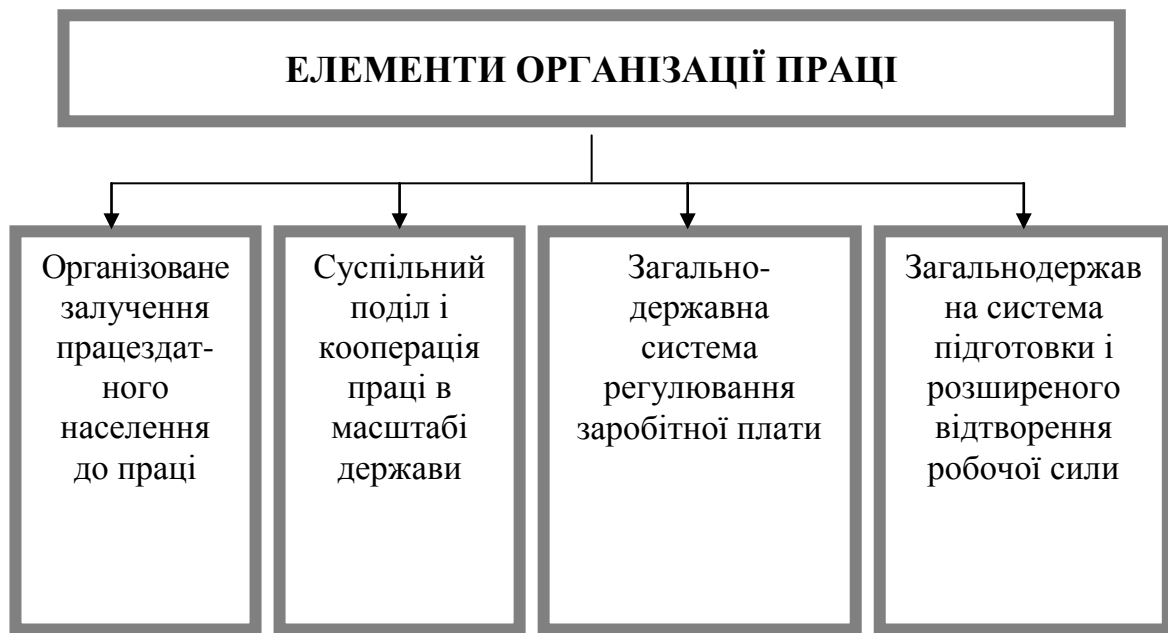 ЕЛЕМЕНТИ ОРГАНІЗАЦІЇ ПРАЦІ
Організоване
залучення
працездат-
ного
населення
до праці
Суспільний
поділ і
кооперація
праці в
масштабі
держави
Загально-
державна
система
регулювання
заробітної плати
Загальнодержав
на система
підготовки і
розширеного
відтворення
робочої сили